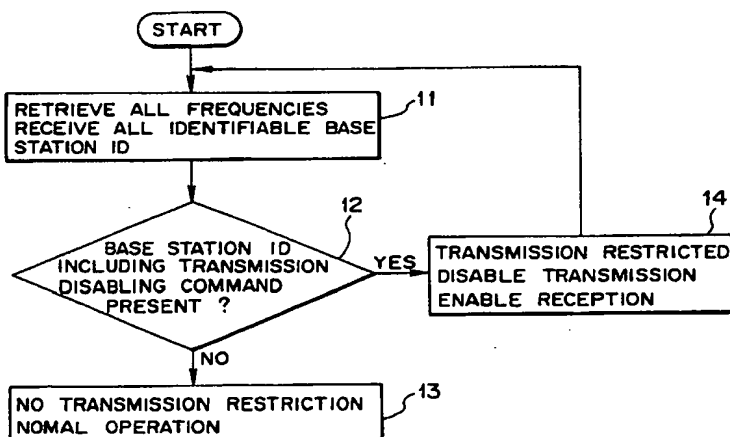 START
11
RETRIEVE ALL FREQUENCIES
RECEIVE ALL IDENTIFIABLE BASE
STATION ID
12
BASE STATION ID
INCLUDING TRANSMISSION
DISABLING COMMAND
PRESENT ?
YES
14
TRANSMISSION RESTRICTED
DISABLE TRANSMISSION
ENABLE RECEPTION
NO
13
NO TRANSMISSION RESTRICTION
NOMAL OPERATION